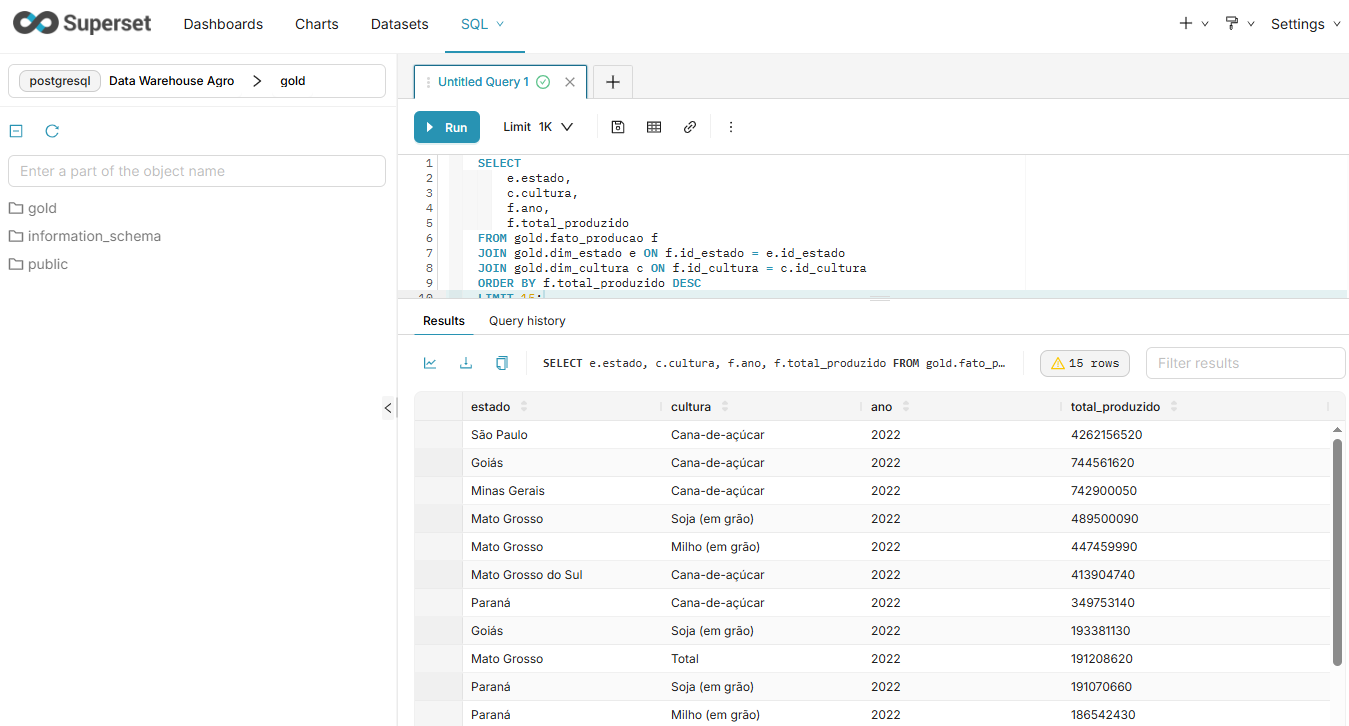 Superset Dashboards Charts Datasets SQL Settings
postgresql Data Warehouse Agro gold
Untitled Query 1
Run Limit 1K
Enter a part of the object name
gold
information_schema
public
1 SELECT
2 e.estado,
3 c.cultura,
4 f.ano,
5 f.total_produzido
6 FROM gold.fato_producao f
7 JOIN gold.dim_estado e ON f.id_estado = e.id_estado
8 JOIN gold.dim_cultura c ON f.id_cultura = c.id_cultura
9 ORDER BY f.total_produzido DESC
10 LIMIT 15;
Results Query history
SELECT e.estado, c.cultura, f.ano, f.total_produzido FROM gold.fato_p… 15 rows Filter results
estado cultura ano total_produzido
São Paulo Cana-de-açúcar 2022 4262156520
Goiás Cana-de-açúcar 2022 744561620
Minas Gerais Cana-de-açúcar 2022 742900050
Mato Grosso Soja (em grão) 2022 489500090
Mato Grosso Milho (em grão) 2022 447459990
Mato Grosso do Sul Cana-de-açúcar 2022 413904740
Paraná Cana-de-açúcar 2022 349753140
Goiás Soja (em grão) 2022 193381130
Mato Grosso Total 2022 191208620
Paraná Soja (em grão) 2022 191070660
Paraná Milho (em grão) 2022 186542430